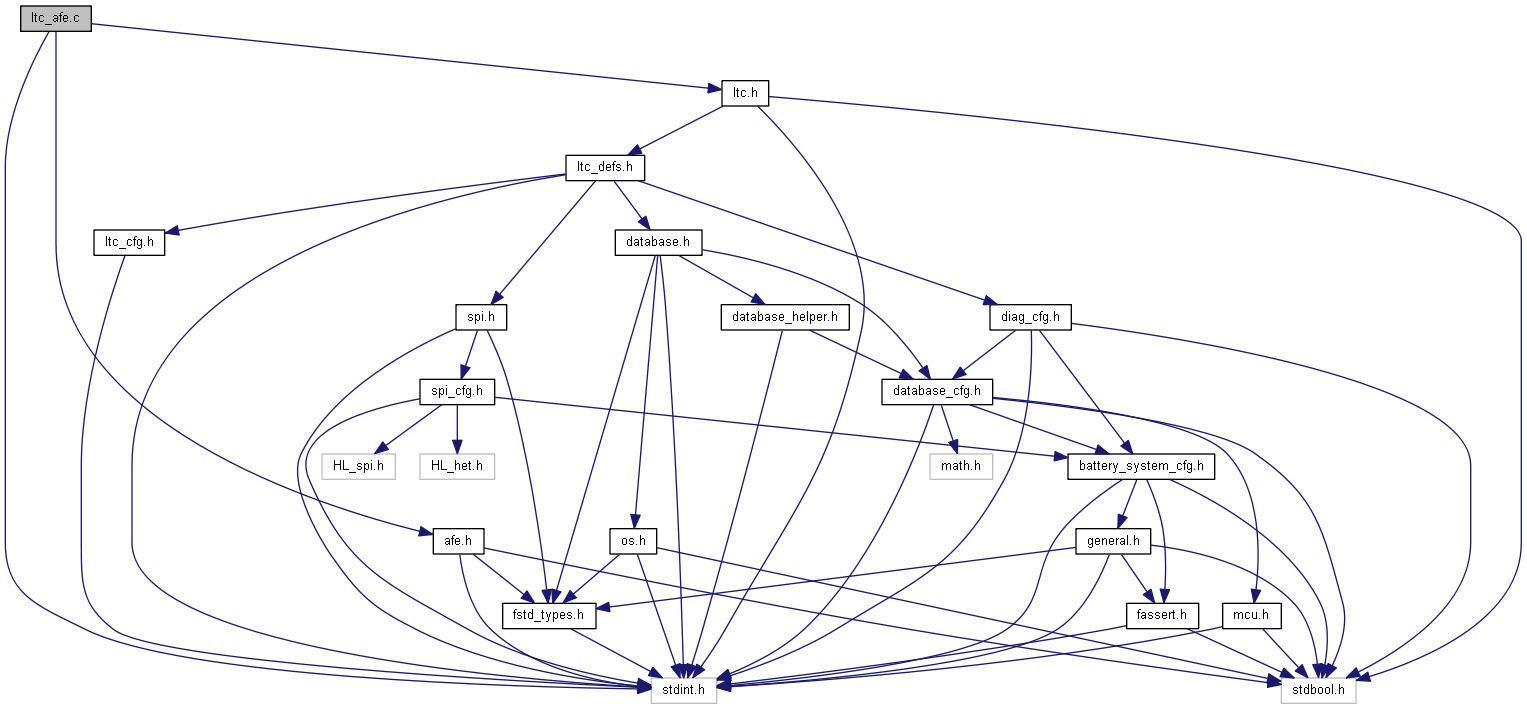 ltc_afe.c
ltc.h
ltc_defs.h
ltc_cfg.h
database.h
spi.h
database_helper.h
diag_cfg.h
spi_cfg.h
database_cfg.h
HL_spi.h
HL_het.h
math.h
battery_system_cfg.h
afe.h
os.h
general.h
fstd_types.h
fassert.h
mcu.h
stdint.h
stdbool.h